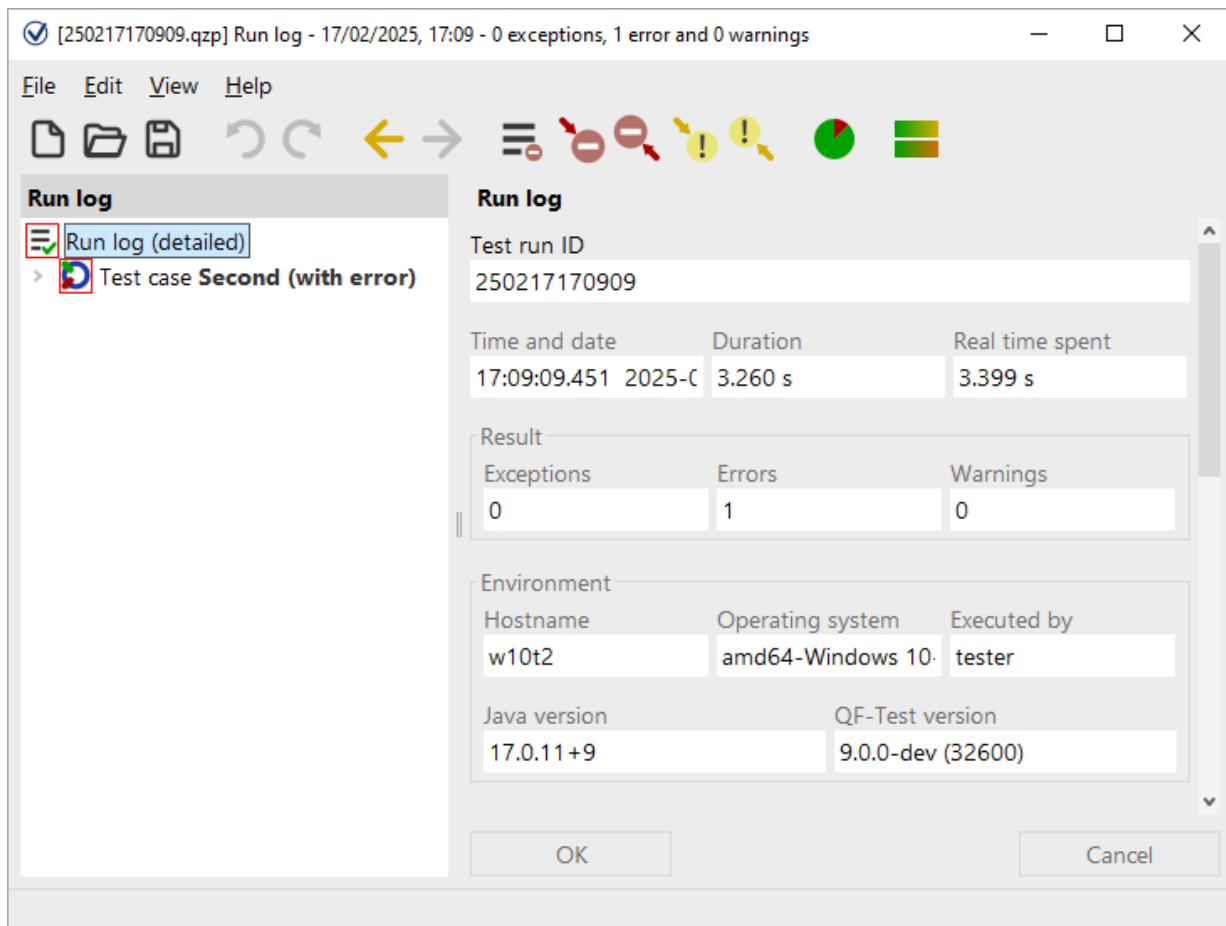 [250217170909.qzp] Run log - 17/02/2025, 17:09 - 0 exceptions, 1 error and 0 warnings
File Edit View Help
Run log
Run log (detailed)
Test case Second (with error)
Run log
Test run ID
250217170909
Time and date Duration Real time spent
17:09:09.451 2025-0 3.260 s 3.399 s
Result
Exceptions Errors Warnings
0 1 0
Environment
Hostname Operating system Executed by
w10t2 amd64-Windows 10- tester
Java version QF-Test version
17.0.11+9 9.0.0-dev (32600)
OK Cancel